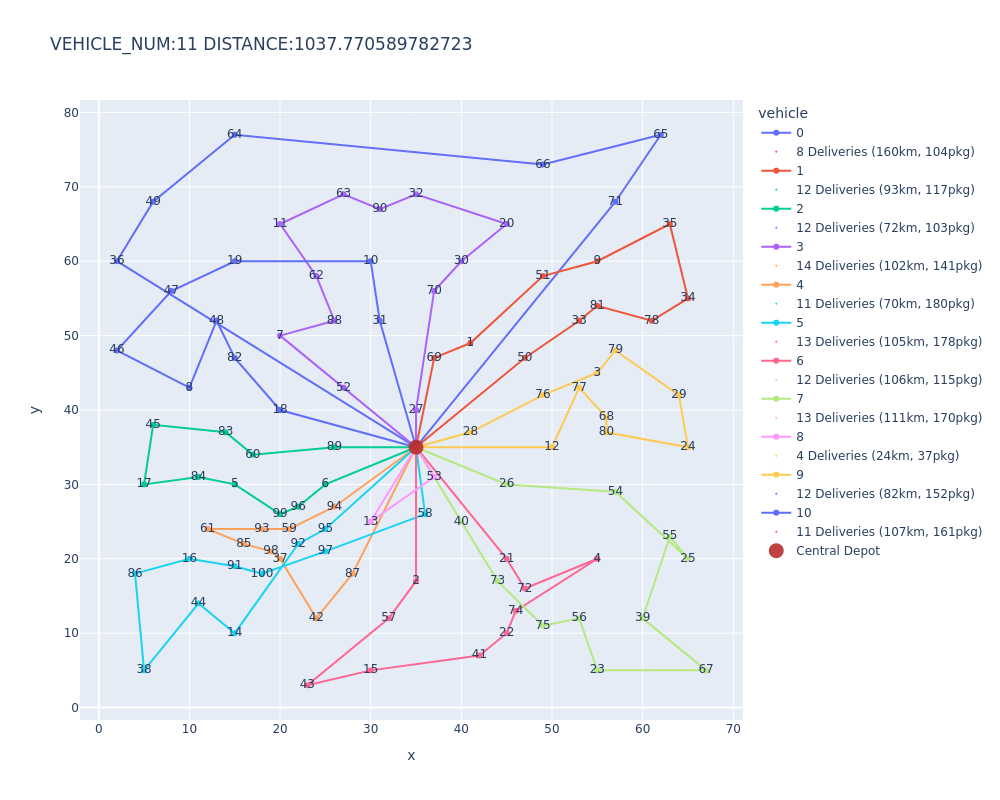 VEHICLE_NUM:11 DISTANCE:1037.770589782723
80
70
60
50
40
30
20
10
0
y
0 10 20 30 40 50 60 70
x
64 65
66
49 63 32 71
90
11 20 35
36 19 10 30 9
62 51
47 70 34
81
48 31 88 33 78
7
1
46 82 69 50 79
3
8 52 76 77 29
18 27 68
45 83 28 80
60 89 12 24
53
17 84 5 6 26 54
96
99 94 13 40 58
61 93 59 95 55
85 98 92 97
16 37 21 4 25
91
86 100 87 73 72
2
44 42 57 74 39
14 22 75 56
41
38 15 23 67
43
vehicle
0
8 Deliveries (160km, 104pkg)
1
12 Deliveries (93km, 117pkg)
2
12 Deliveries (72km, 103pkg)
3
14 Deliveries (102km, 141pkg)
4
11 Deliveries (70km, 180pkg)
5
13 Deliveries (105km, 178pkg)
6
12 Deliveries (106km, 115pkg)
7
13 Deliveries (111km, 170pkg)
8
4 Deliveries (24km, 37pkg)
9
12 Deliveries (82km, 152pkg)
10
11 Deliveries (107km, 161pkg)
Central Depot